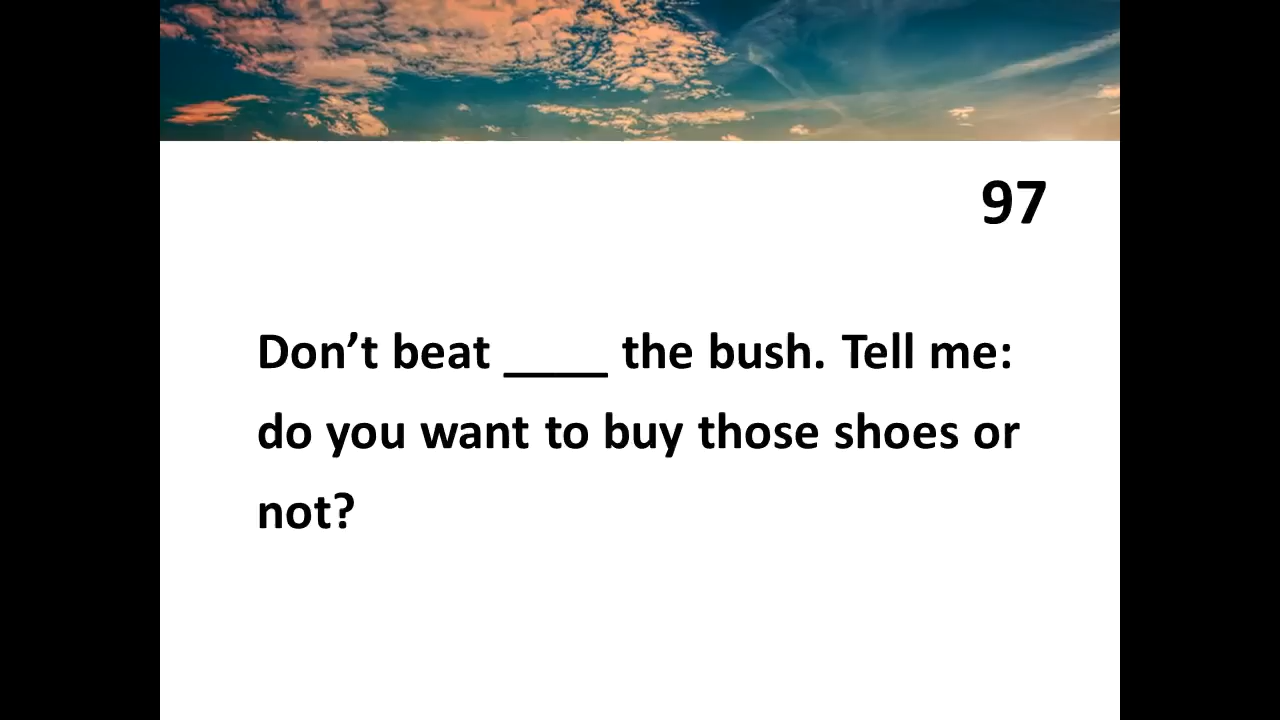 97
Don’t beat ____ the bush. Tell me:
do you want to buy those shoes or
not?